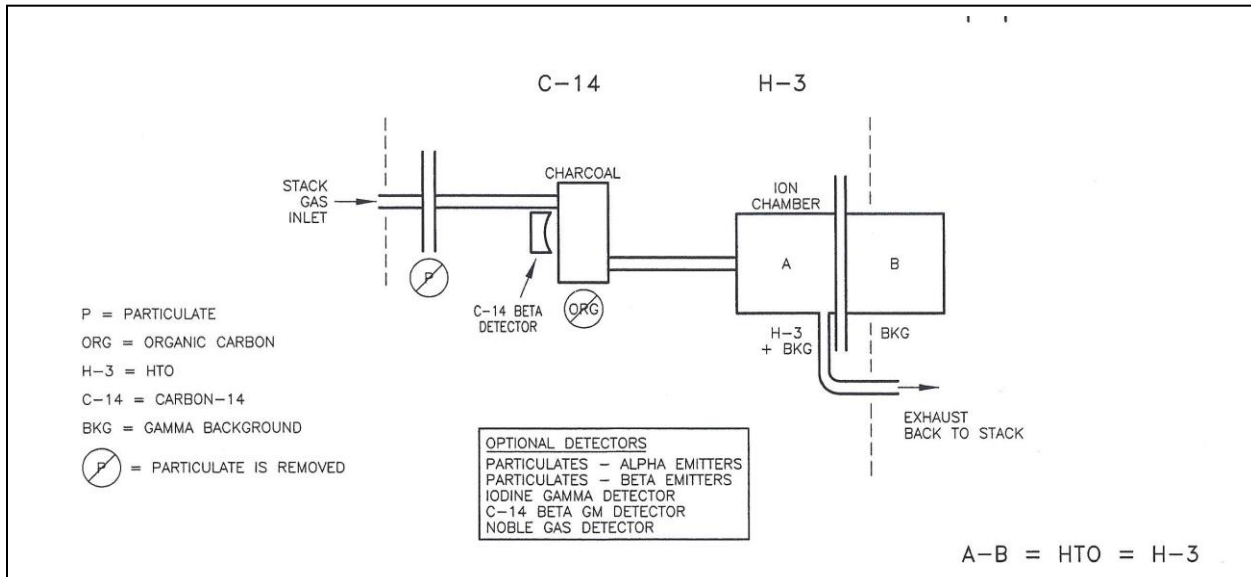 C-14
H-3
STACK
GAS
INLET
CHARCOAL
ION
CHAMBER
A
B
P
C-14 BETA
DETECTOR
ORG
H-3
+ BKG
BKG
EXHAUST
BACK TO STACK
P = PARTICULATE
ORG = ORGANIC CARBON
H-3 = HTO
C-14 = CARBON-14
BKG = GAMMA BACKGROUND
P = PARTICULATE IS REMOVED
OPTIONAL DETECTORS
PARTICULATES - ALPHA EMITTERS
PARTICULATES - BETA EMITTERS
IODINE GAMMA DETECTOR
C-14 BETA GM DETECTOR
NOBLE GAS DETECTOR
A-B = HTO = H-3